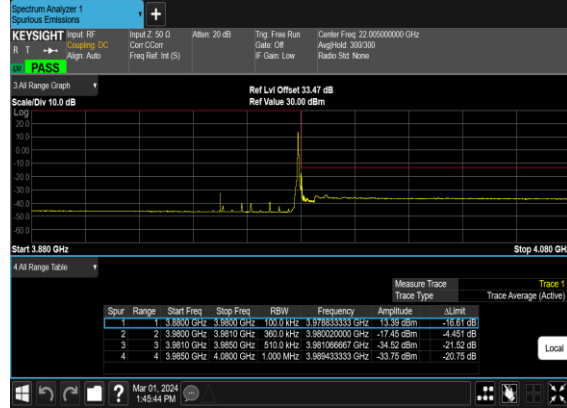 Spectrum Analyzer 1
Spurious Emissions
+
KEYSIGHT Input: RF Input Z: 50 Ω Atten: 20 dB Trig: Free Run Center Freq: 22.005000000 GHz
R T Coupling: DC Corr CCorr Gate: Off Avg|Hold: 300/300
Align: Auto Freq Ref: Int (S) IF Gain: Low Radio Std: None
LW PASS
3 All Range Graph
Ref Lvl Offset 33.47 dB
Scale/Div 10.0 dB Ref Value 30.00 dBm
Log
20.0
10.0
0.00
-10.0
-20.0
-30.0
-40.0
-50.0
-60.0
Start 3.880 GHz Stop 4.080 GHz
4 All Range Table
Measure Trace Trace 1
Trace Type Trace Average (Active)
Spur Range Start Freq Stop Freq RBW Frequency Amplitude ΔLimit
1 1 3.8800 GHz 3.9800 GHz 100.0 kHz 3.978833333 GHz 13.39 dBm -16.61 dB
2 2 3.9800 GHz 3.9810 GHz 360.0 kHz 3.980020000 GHz -17.45 dBm -4.451 dB
3 3 3.9810 GHz 3.9850 GHz 510.0 kHz 3.981066667 GHz -34.52 dBm -21.52 dB
4 4 3.9850 GHz 4.0800 GHz 1.000 MHz 3.989433333 GHz -33.75 dBm -20.75 dB
Local
? Mar 01, 2024
1:45:44 PM